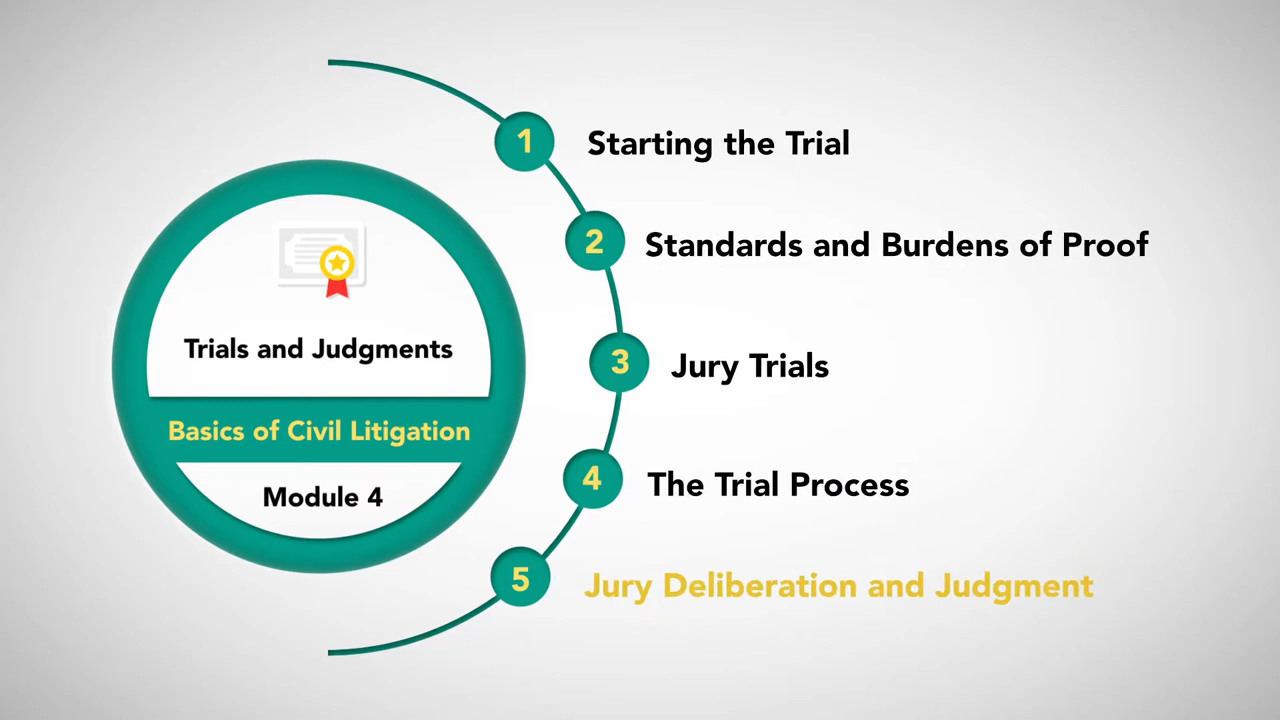 Trials and Judgments
Basics of Civil Litigation
Module 4
1 Starting the Trial
2 Standards and Burdens of Proof
3 Jury Trials
4 The Trial Process
5 Jury Deliberation and Judgment